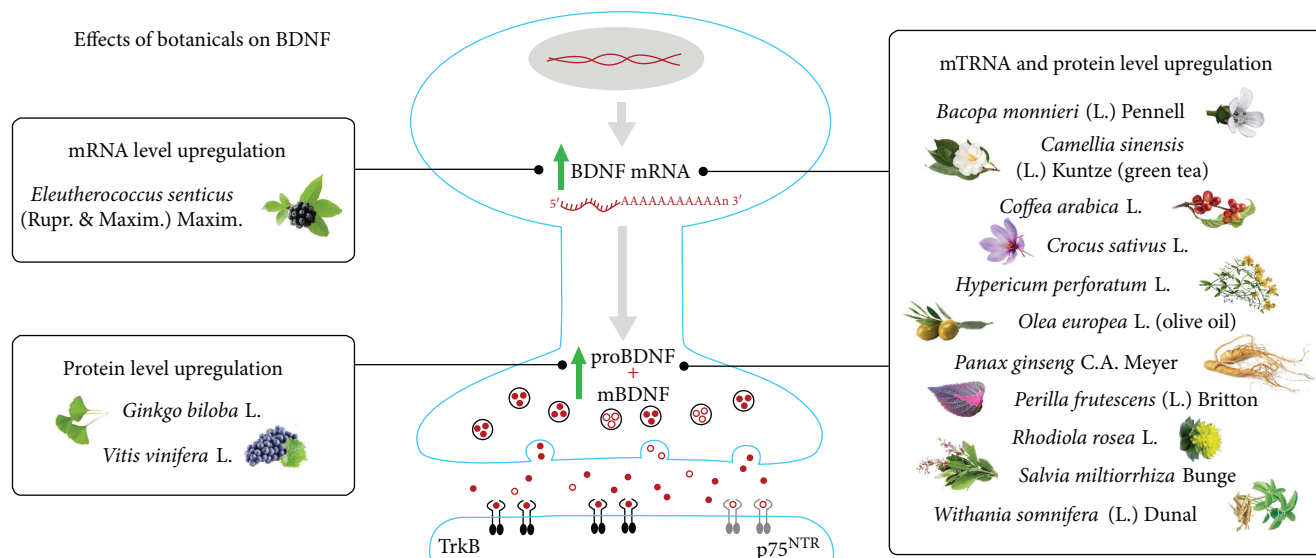 Effects of botanicals on BDNF
mRNA level upregulation
Eleutherococcus senticus
(Rupr. & Maxim.) Maxim.
Protein level upregulation
Ginkgo biloba L.
Vitis vinifera L.
BDNF mRNA
5′ AAAAAAAAAAAn 3′
proBDNF
+
mBDNF
TrkB
p75NTR
mTRNA and protein level upregulation
Bacopa monnieri (L.) Pennell
Camellia sinensis
(L.) Kuntze (green tea)
Coffea arabica L.
Crocus sativus L.
Hypericum perforatum L.
Olea europea L. (olive oil)
Panax ginseng C.A. Meyer
Perilla frutescens (L.) Britton
Rhodiola rosea L.
Salvia miltiorrhiza Bunge
Withania somnifera (L.) Dunal